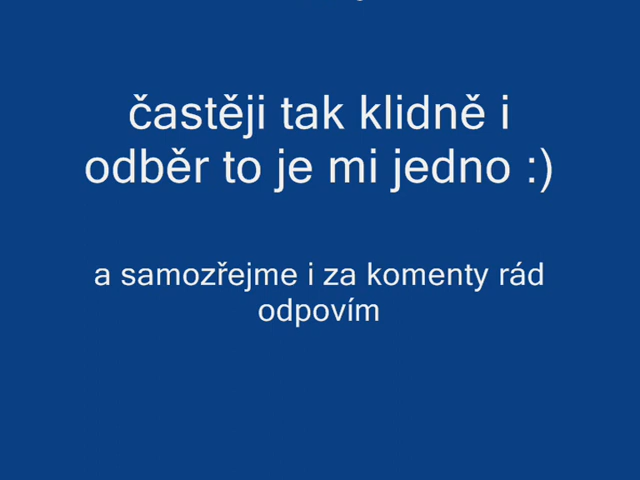 častěji tak klidně i
odběr to je mi jedno :)
a samozřejme i za komenty rád
odpovím